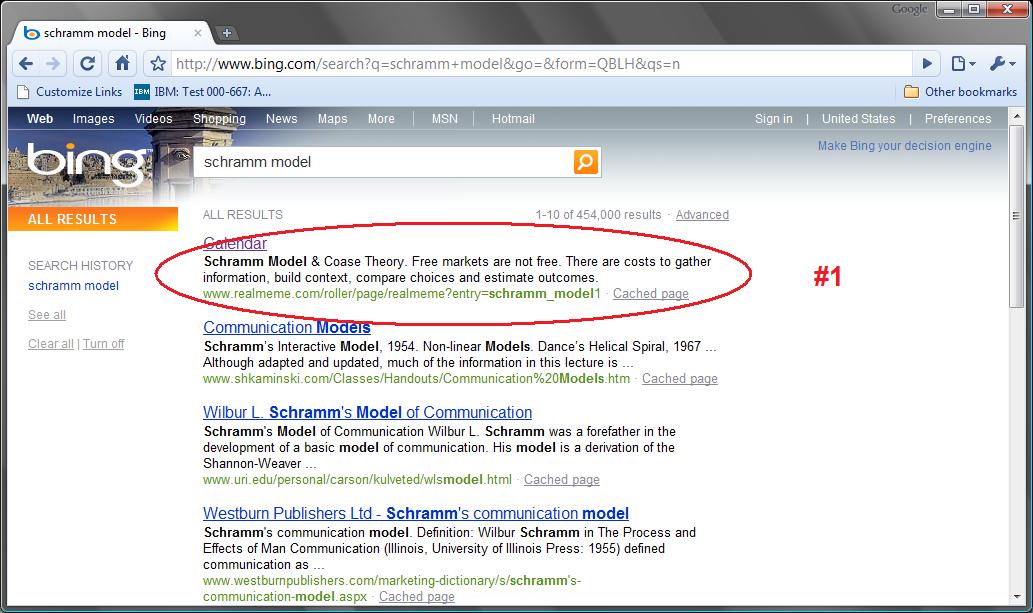 Google
schramm model - Bing
http://www.bing.com/search?q=schramm+model&go=&form=QBLH&qs=n
Customize Links IBM IBM: Test 000-667: A... Other bookmarks
Web Images Videos Shopping News Maps More MSN Hotmail Sign in | United States | Preferences
bing
schramm model
Make Bing your decision engine
ALL RESULTS
ALL RESULTS 1-10 of 454,000 results · Advanced
SEARCH HISTORY
schramm model
See all
Clear all | Turn off
Calendar
Schramm Model & Coase Theory. Free markets are not free. There are costs to gather
information, build context, compare choices and estimate outcomes.
www.realmeme.com/roller/page/realmeme?entry=schramm_model1 · Cached page
#1
Communication Models
Schramm's Interactive Model, 1954. Non-linear Models. Dance's Helical Spiral, 1967 ...
Although adapted and updated, much of the information in this lecture is ...
www.shkaminski.com/Classes/Handouts/Communication%20Models.htm · Cached page
Wilbur L. Schramm's Model of Communication
Schramm's Model of Communication Wilbur L. Schramm was a forefather in the
development of a basic model of communication. His model is a derivation of the
Shannon-Weaver ...
www.uri.edu/personal/carson/kulveted/wlsmodel.html · Cached page
Westburn Publishers Ltd - Schramm's communication model
Schramm's communication model. Definition: Wilbur Schramm in The Process and
Effects of Man Communication (Illinois, University of Illinois Press: 1955) defined
communication as ...
www.westburnpublishers.com/marketing-dictionary/s/schramm's-
communication-model.aspx · Cached page